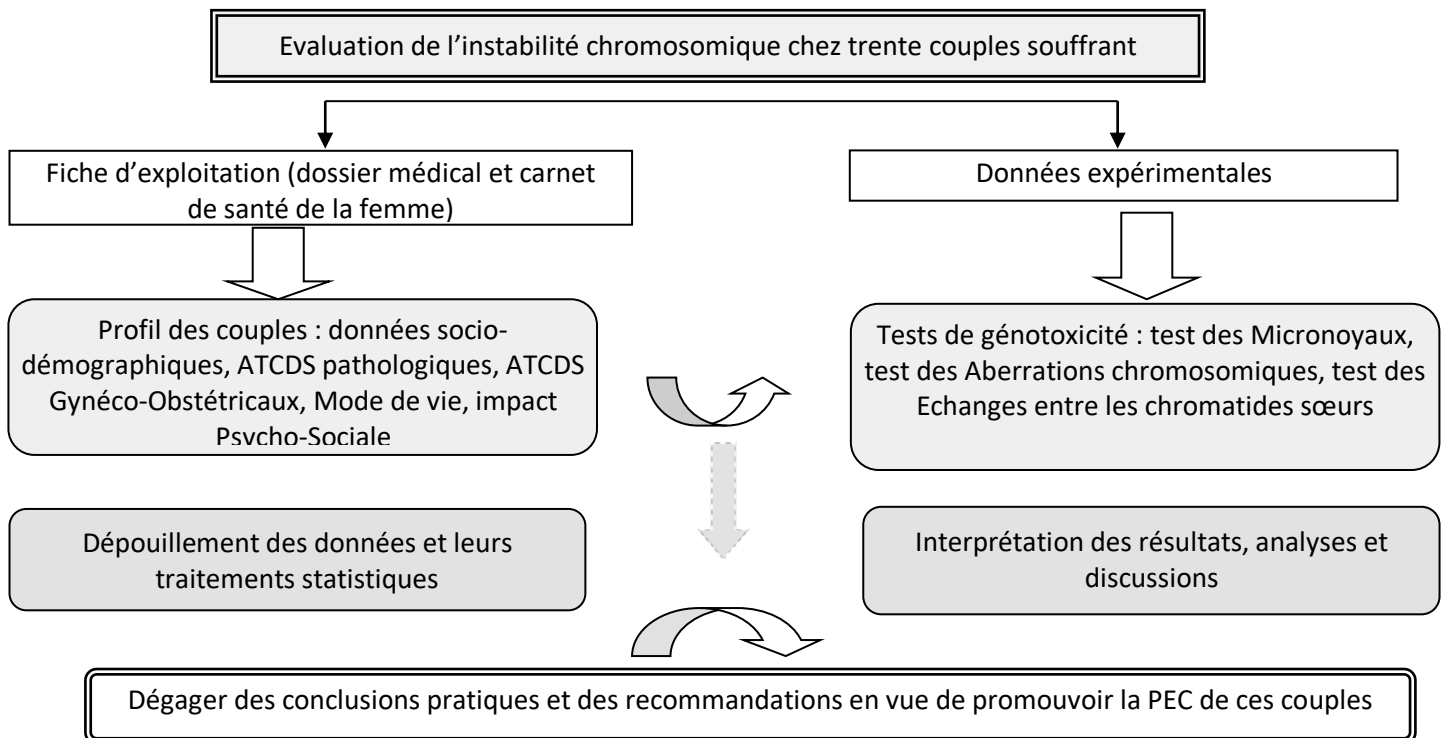 Evaluation de l’instabilité chromosomique chez trente couples souffrant
Fiche d’exploitation (dossier médical et carnet
de santé de la femme)
Données expérimentales
Profil des couples : données socio-
démographiques, ATCDS pathologiques, ATCDS
Gynéco-Obstétricaux, Mode de vie, impact
Psycho-Sociale
Tests de génotoxicité : test des Micronoyaux,
test des Aberrations chromosomiques, test des
Echanges entre les chromatides sœurs
Dépouillement des données et leurs
traitements statistiques
Interprétation des résultats, analyses et
discussions
Dégager des conclusions pratiques et des recommandations en vue de promouvoir la PEC de ces couples